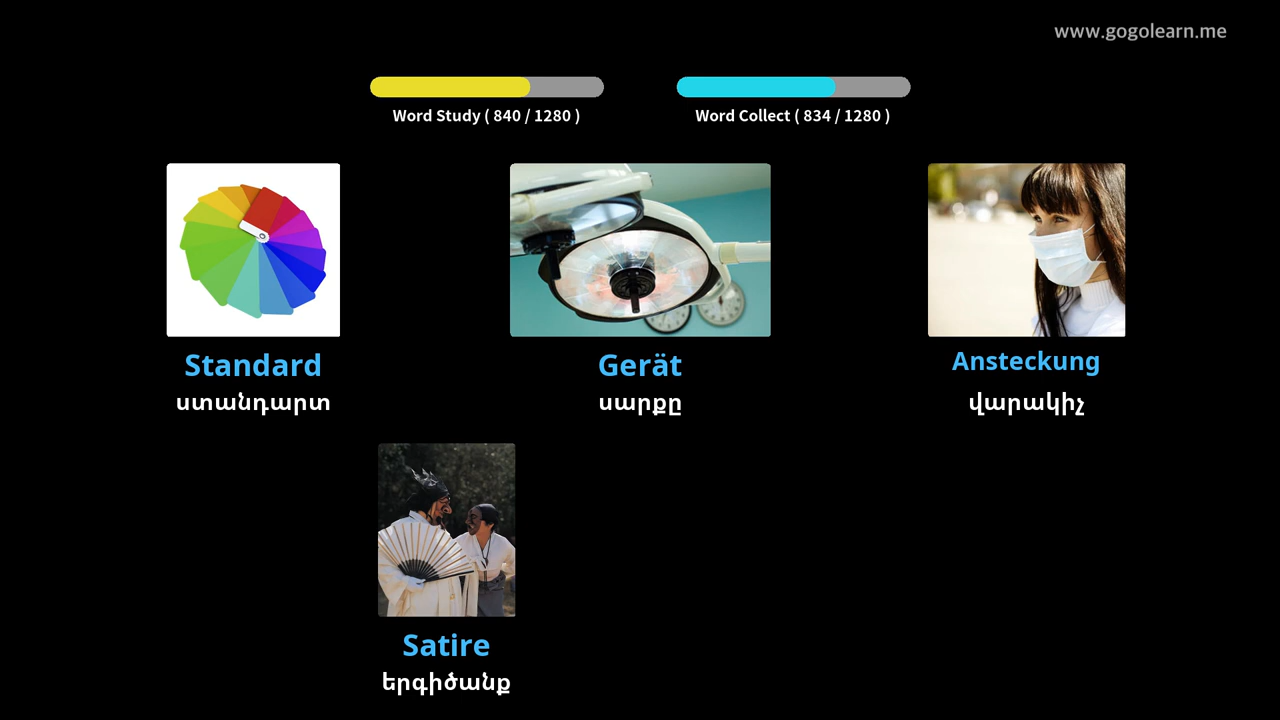 www.gogolearn.me
Word Study ( 840 / 1280 )
Word Collect ( 834 / 1280 )
Standard
ստանդարտ
Gerät
սարքը
Ansteckung
վարակիչ
Satire
երգիծանք